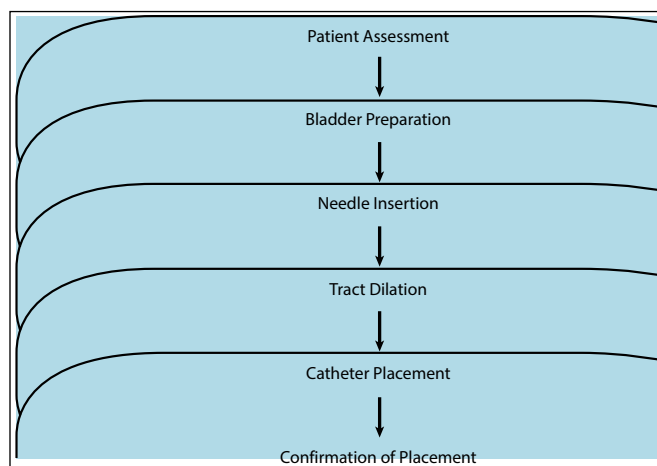 Patient Assessment
Bladder Preparation
Needle Insertion
Tract Dilation
Catheter Placement
Confirmation of Placement